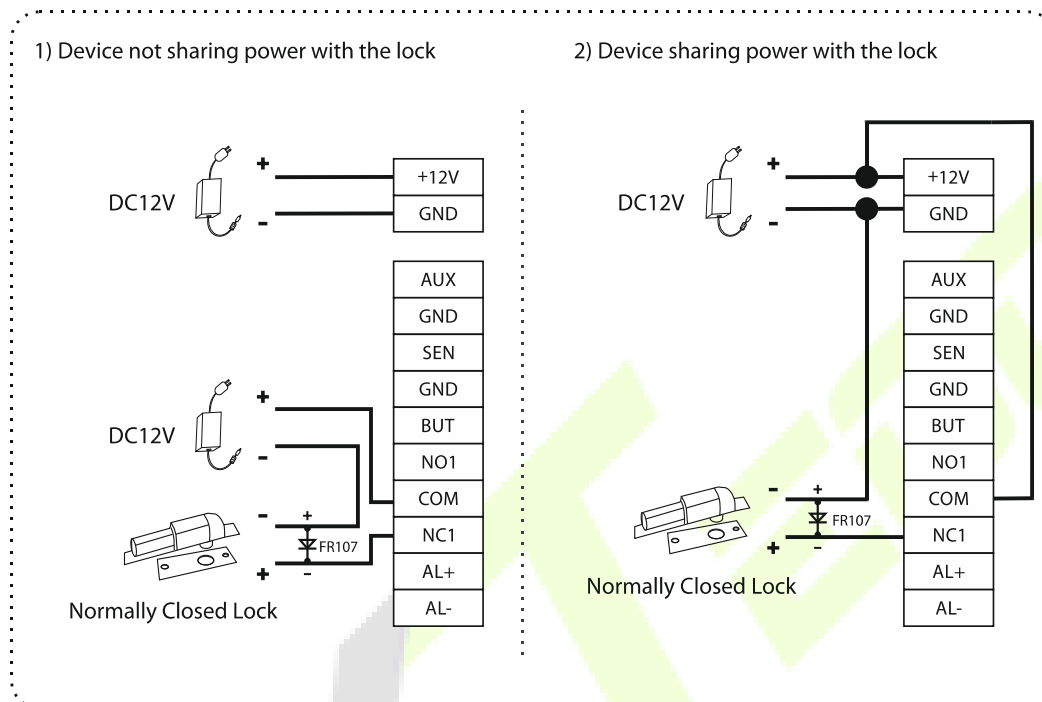 1) Device not sharing power with the lock
+
DC12V
-
+12V
GND
AUX
GND
SEN
GND
BUT
NO1
COM
NC1
AL+
AL-
+
DC12V
-
-
+
FR107
+
-
Normally Closed Lock
2) Device sharing power with the lock
+
DC12V
-
+12V
GND
AUX
GND
SEN
GND
BUT
NO1
COM
NC1
AL+
AL-
-
+
FR107
+
-
Normally Closed Lock